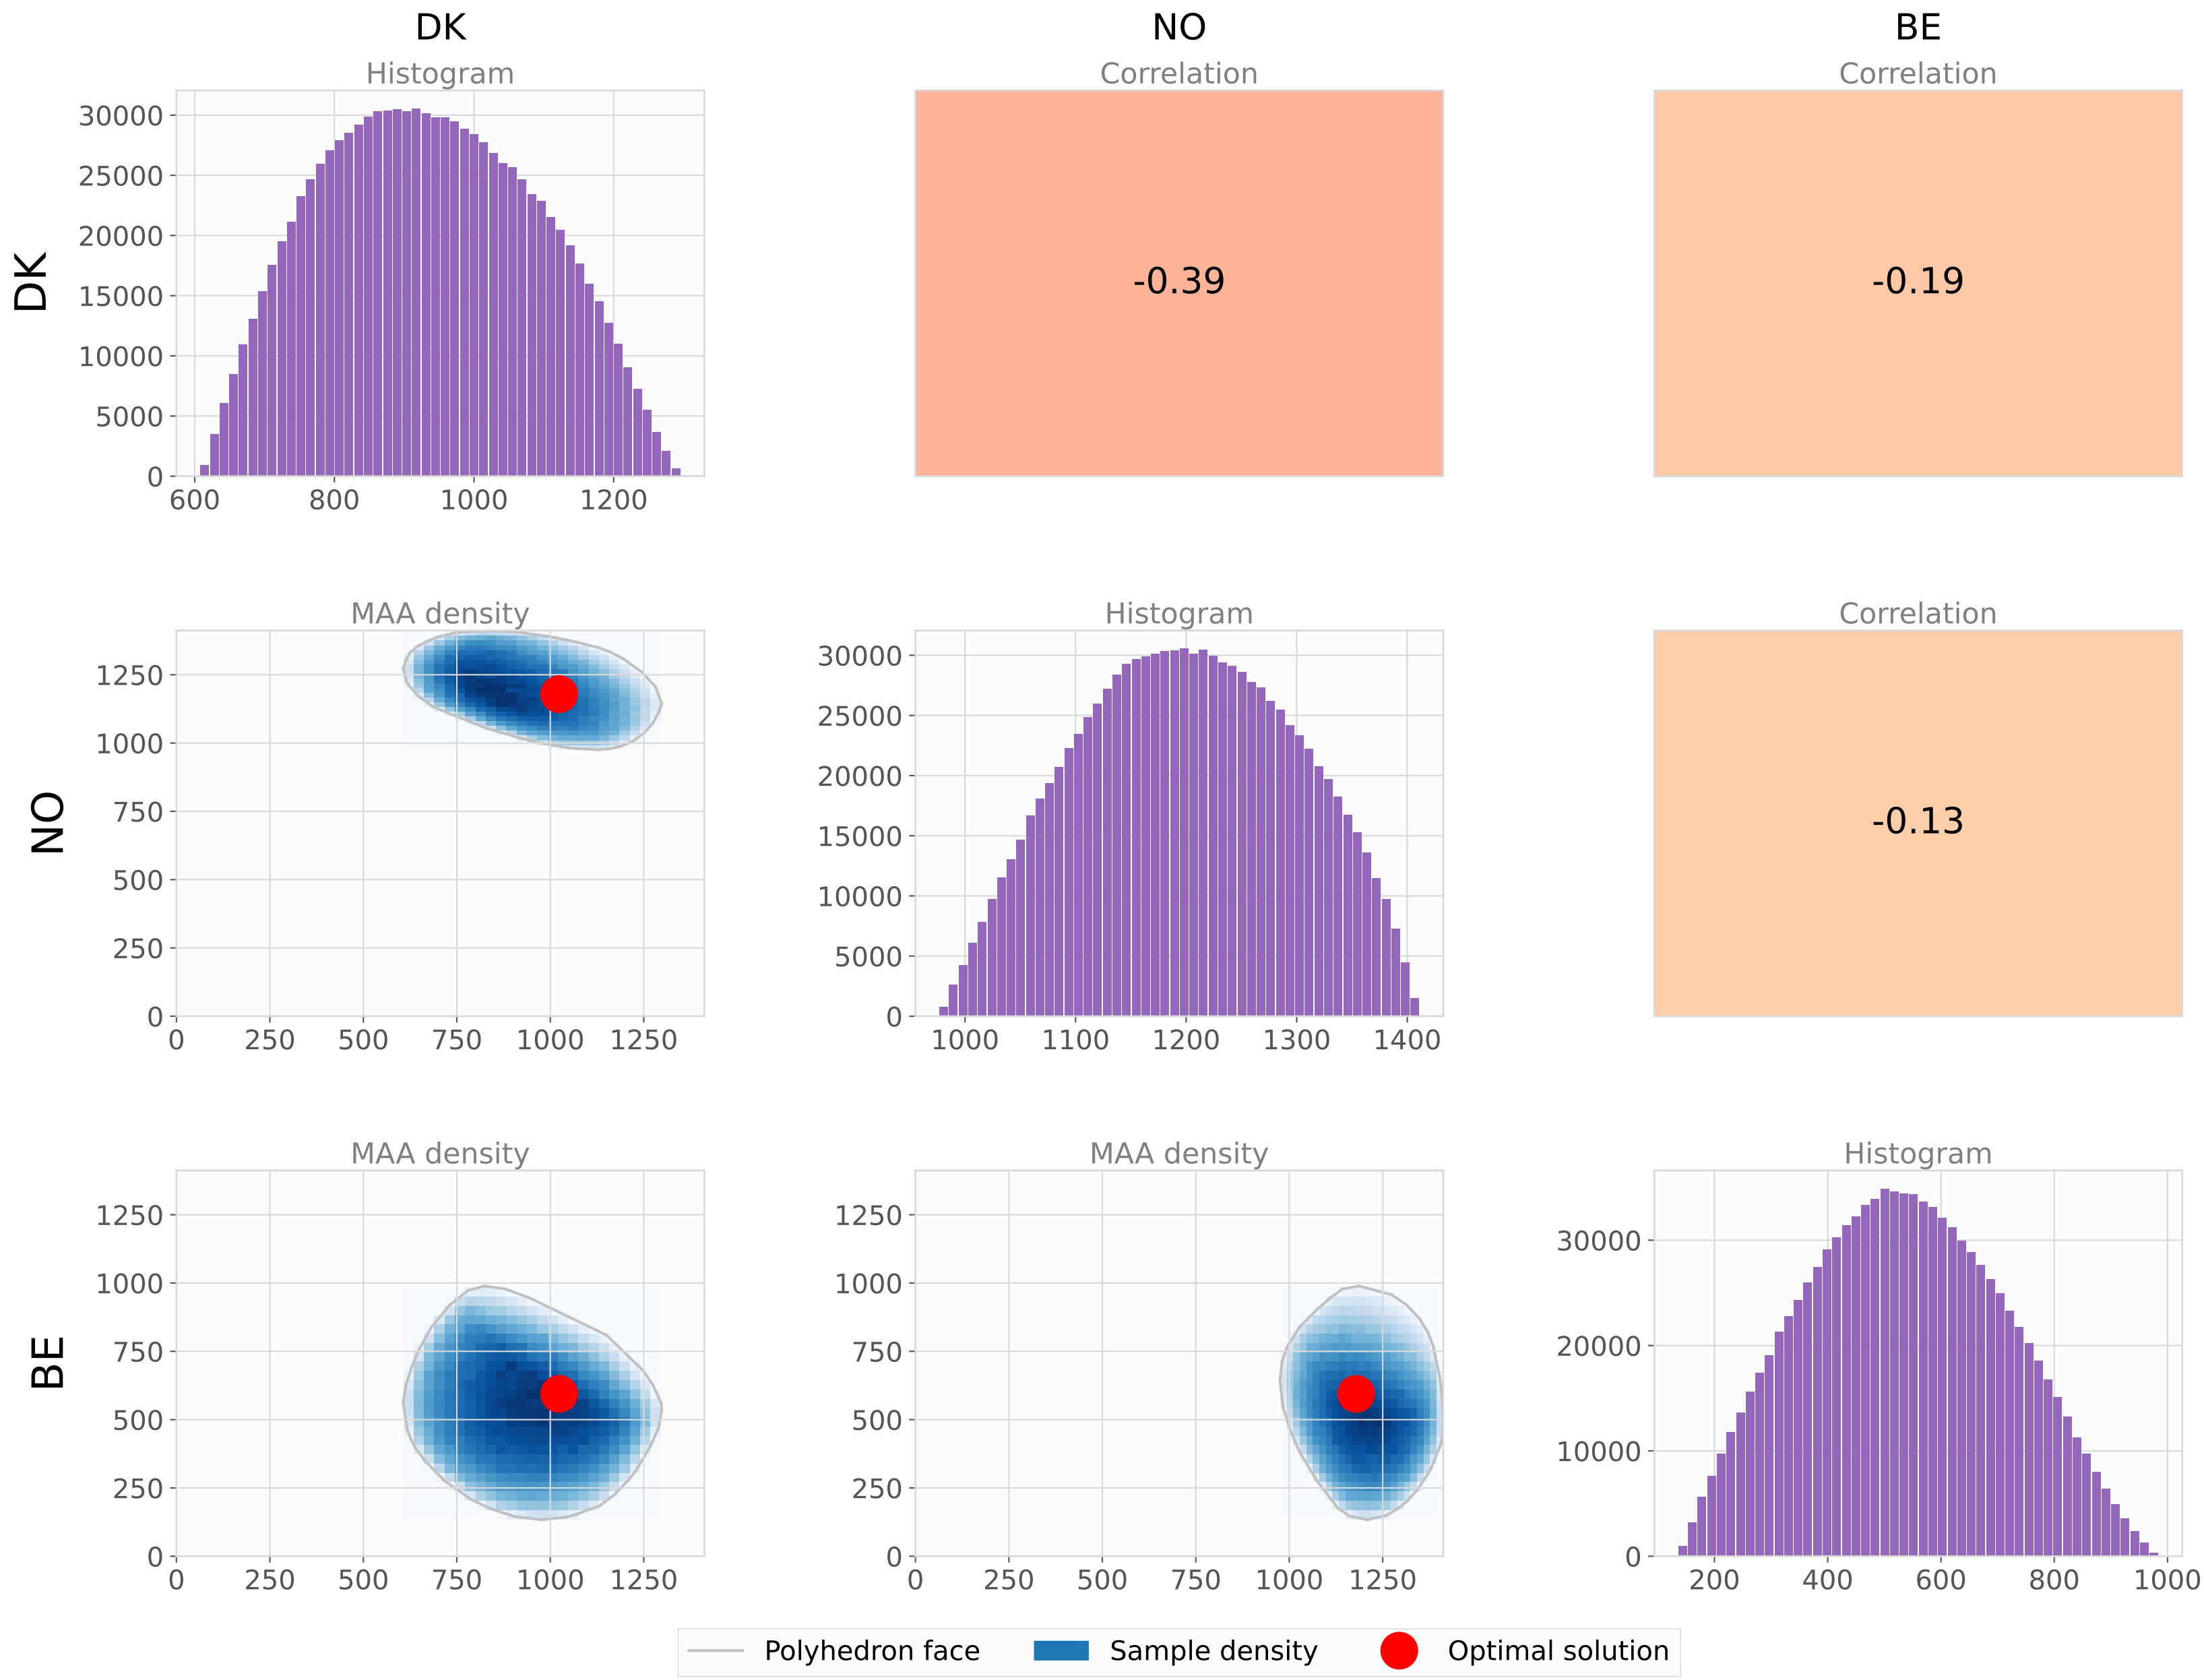 DK
NO
BE
Histogram
Correlation
Correlation
DK
30000
25000
20000
15000
10000
5000
0
600 800 1000 1200
-0.39
-0.19
MAA density
Histogram
Correlation
NO
1250
1000
750
500
250
0
0 250 500 750 1000 1250
30000
25000
20000
15000
10000
5000
0
1000 1100 1200 1300 1400
-0.13
MAA density
MAA density
Histogram
BE
1250
1000
750
500
250
0
0 250 500 750 1000 1250
1250
1000
750
500
250
0
0 250 500 750 1000 1250
30000
20000
10000
0
200 400 600 800 1000
Polyhedron face Sample density Optimal solution